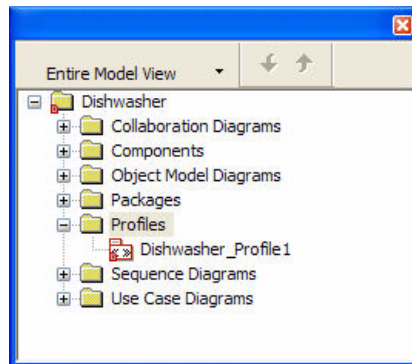 Entire Model View
Dishwasher
Collaboration Diagrams
Components
Object Model Diagrams
Packages
Profiles
Dishwasher_Profile1
Sequence Diagrams
Use Case Diagrams